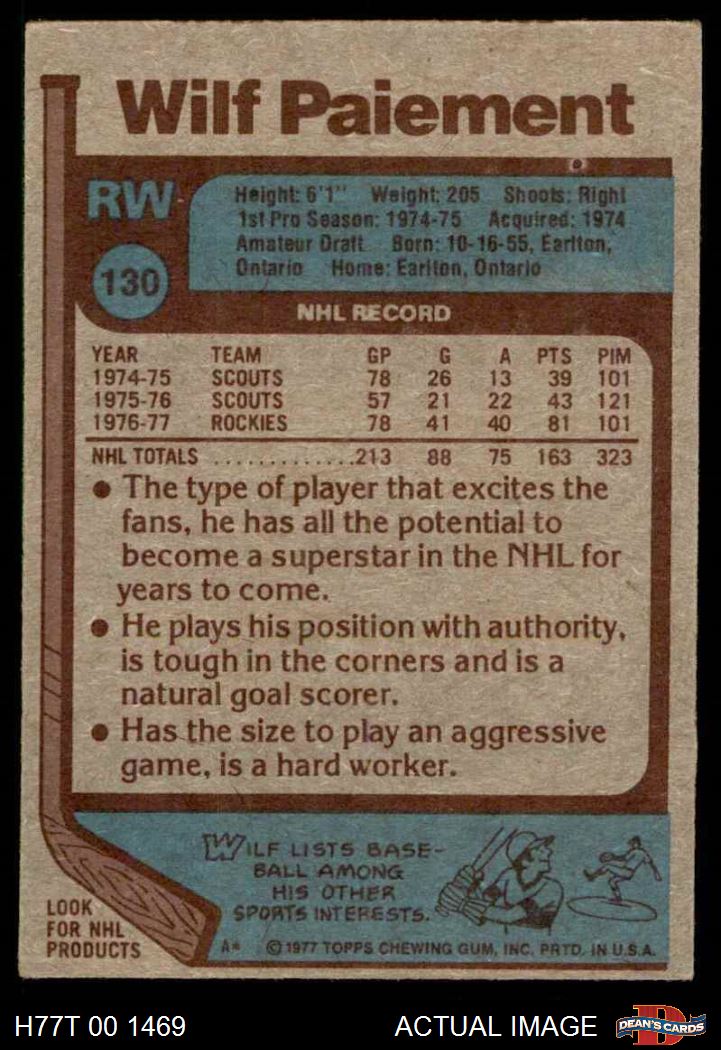 Wilf Paiement
RW
Height: 6'1" Weight: 205 Shoots: Right
1st Pro Season: 1974-75 Acquired: 1974
Amateur Draft Born: 10-16-55, Earlton,
Ontario Home: Earlton, Ontario
130
NHL RECORD
YEAR TEAM GP G A PTS PIM
1974-75 SCOUTS 78 26 13 39 101
1975-76 SCOUTS 57 21 22 43 121
1976-77 ROCKIES 78 41 40 81 101
NHL TOTALS .............213 88 75 163 323
● The type of player that excites the
fans, he has all the potential to
become a superstar in the NHL for
years to come.
● He plays his position with authority,
is tough in the corners and is a
natural goal scorer.
● Has the size to play an aggressive
game, is a hard worker.
WILF LISTS BASE-
BALL AMONG
HIS OTHER
SPORTS INTERESTS.
LOOK
FOR NHL
PRODUCTS
A* ©1977 TOPPS CHEWING GUM, INC. PRTD. IN U.S.A.
H77T 00 1469 ACTUAL IMAGE
D
DEAN'S CARDS